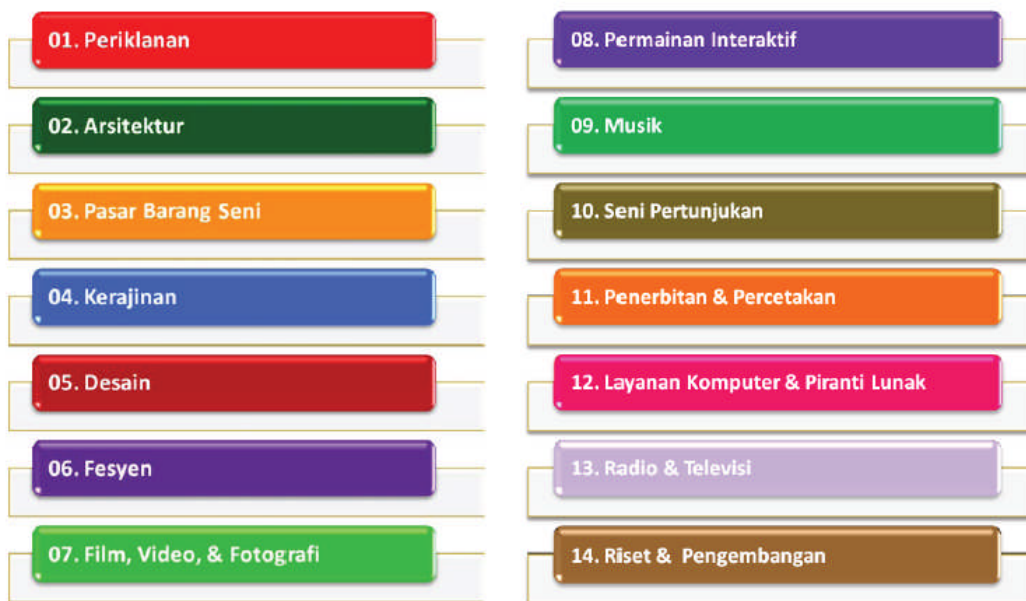 01. Periklanan
02. Arsitektur
03. Pasar Barang Seni
04. Kerajinan
05. Desain
06. Fesyen
07. Film, Video, & Fotografi
08. Permainan Interaktif
09. Musik
10. Seni Pertunjukan
11. Penerbitan & Percetakan
12. Layanan Komputer & Piranti Lunak
13. Radio & Televisi
14. Riset & Pengembangan